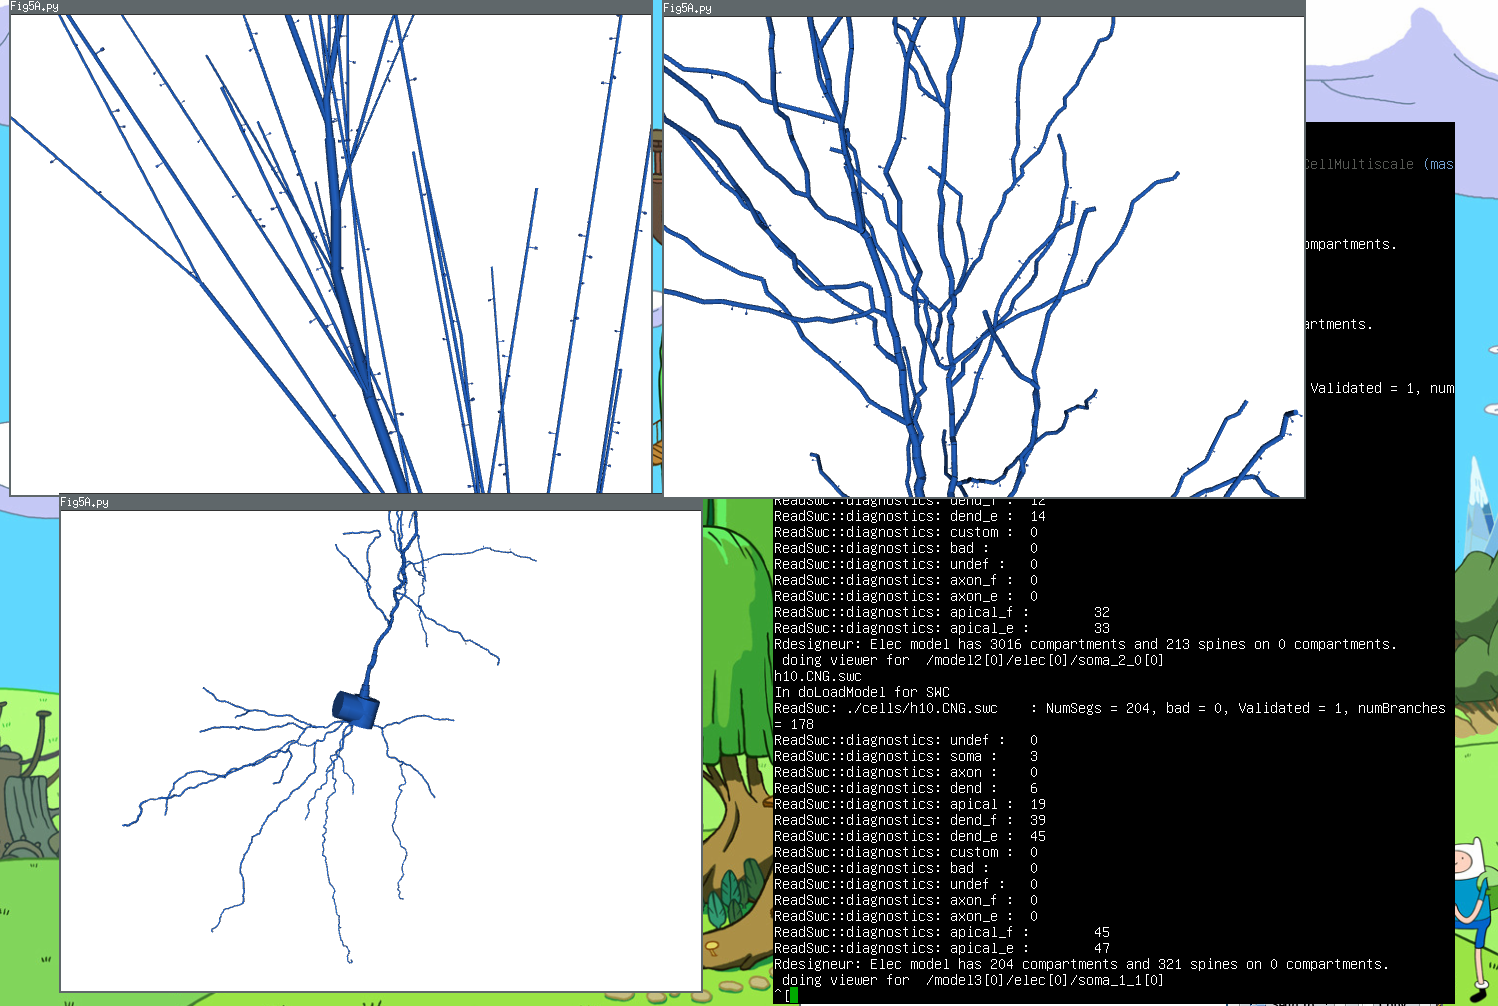 Fig5A.py
Fig5A.py
CellMultiscale (mas
ompartments.
artments.
Validated = 1, num
Fig5A.py
ReadSwc::diagnostics: dend_f :  12
ReadSwc::diagnostics: dend_e :  14
ReadSwc::diagnostics: custom :  0
ReadSwc::diagnostics: bad :     0
ReadSwc::diagnostics: undef :   0
ReadSwc::diagnostics: axon_f :  0
ReadSwc::diagnostics: axon_e :  0
ReadSwc::diagnostics: apical_f :        32
ReadSwc::diagnostics: apical_e :        33
Rdesigneur: Elec model has 3016 compartments and 213 spines on 0 compartments.
doing viewer for  /model2[0]/elec[0]/soma_2_0[0]
h10.CNG.swc
In doLoadModel for SWC
ReadSwc: ./cells/h10.CNG.swc    : NumSegs = 204, bad = 0, Validated = 1, numBranches
= 178
ReadSwc::diagnostics: undef :   0
ReadSwc::diagnostics: soma :    3
ReadSwc::diagnostics: axon :    0
ReadSwc::diagnostics: dend :    6
ReadSwc::diagnostics: apical :  19
ReadSwc::diagnostics: dend_f :  39
ReadSwc::diagnostics: dend_e :  45
ReadSwc::diagnostics: custom :  0
ReadSwc::diagnostics: bad :     0
ReadSwc::diagnostics: undef :   0
ReadSwc::diagnostics: axon_f :  0
ReadSwc::diagnostics: axon_e :  0
ReadSwc::diagnostics: apical_f :        45
ReadSwc::diagnostics: apical_e :        47
Rdesigneur: Elec model has 204 compartments and 321 spines on 0 compartments.
doing viewer for  /model3[0]/elec[0]/soma_1_1[0]
^[